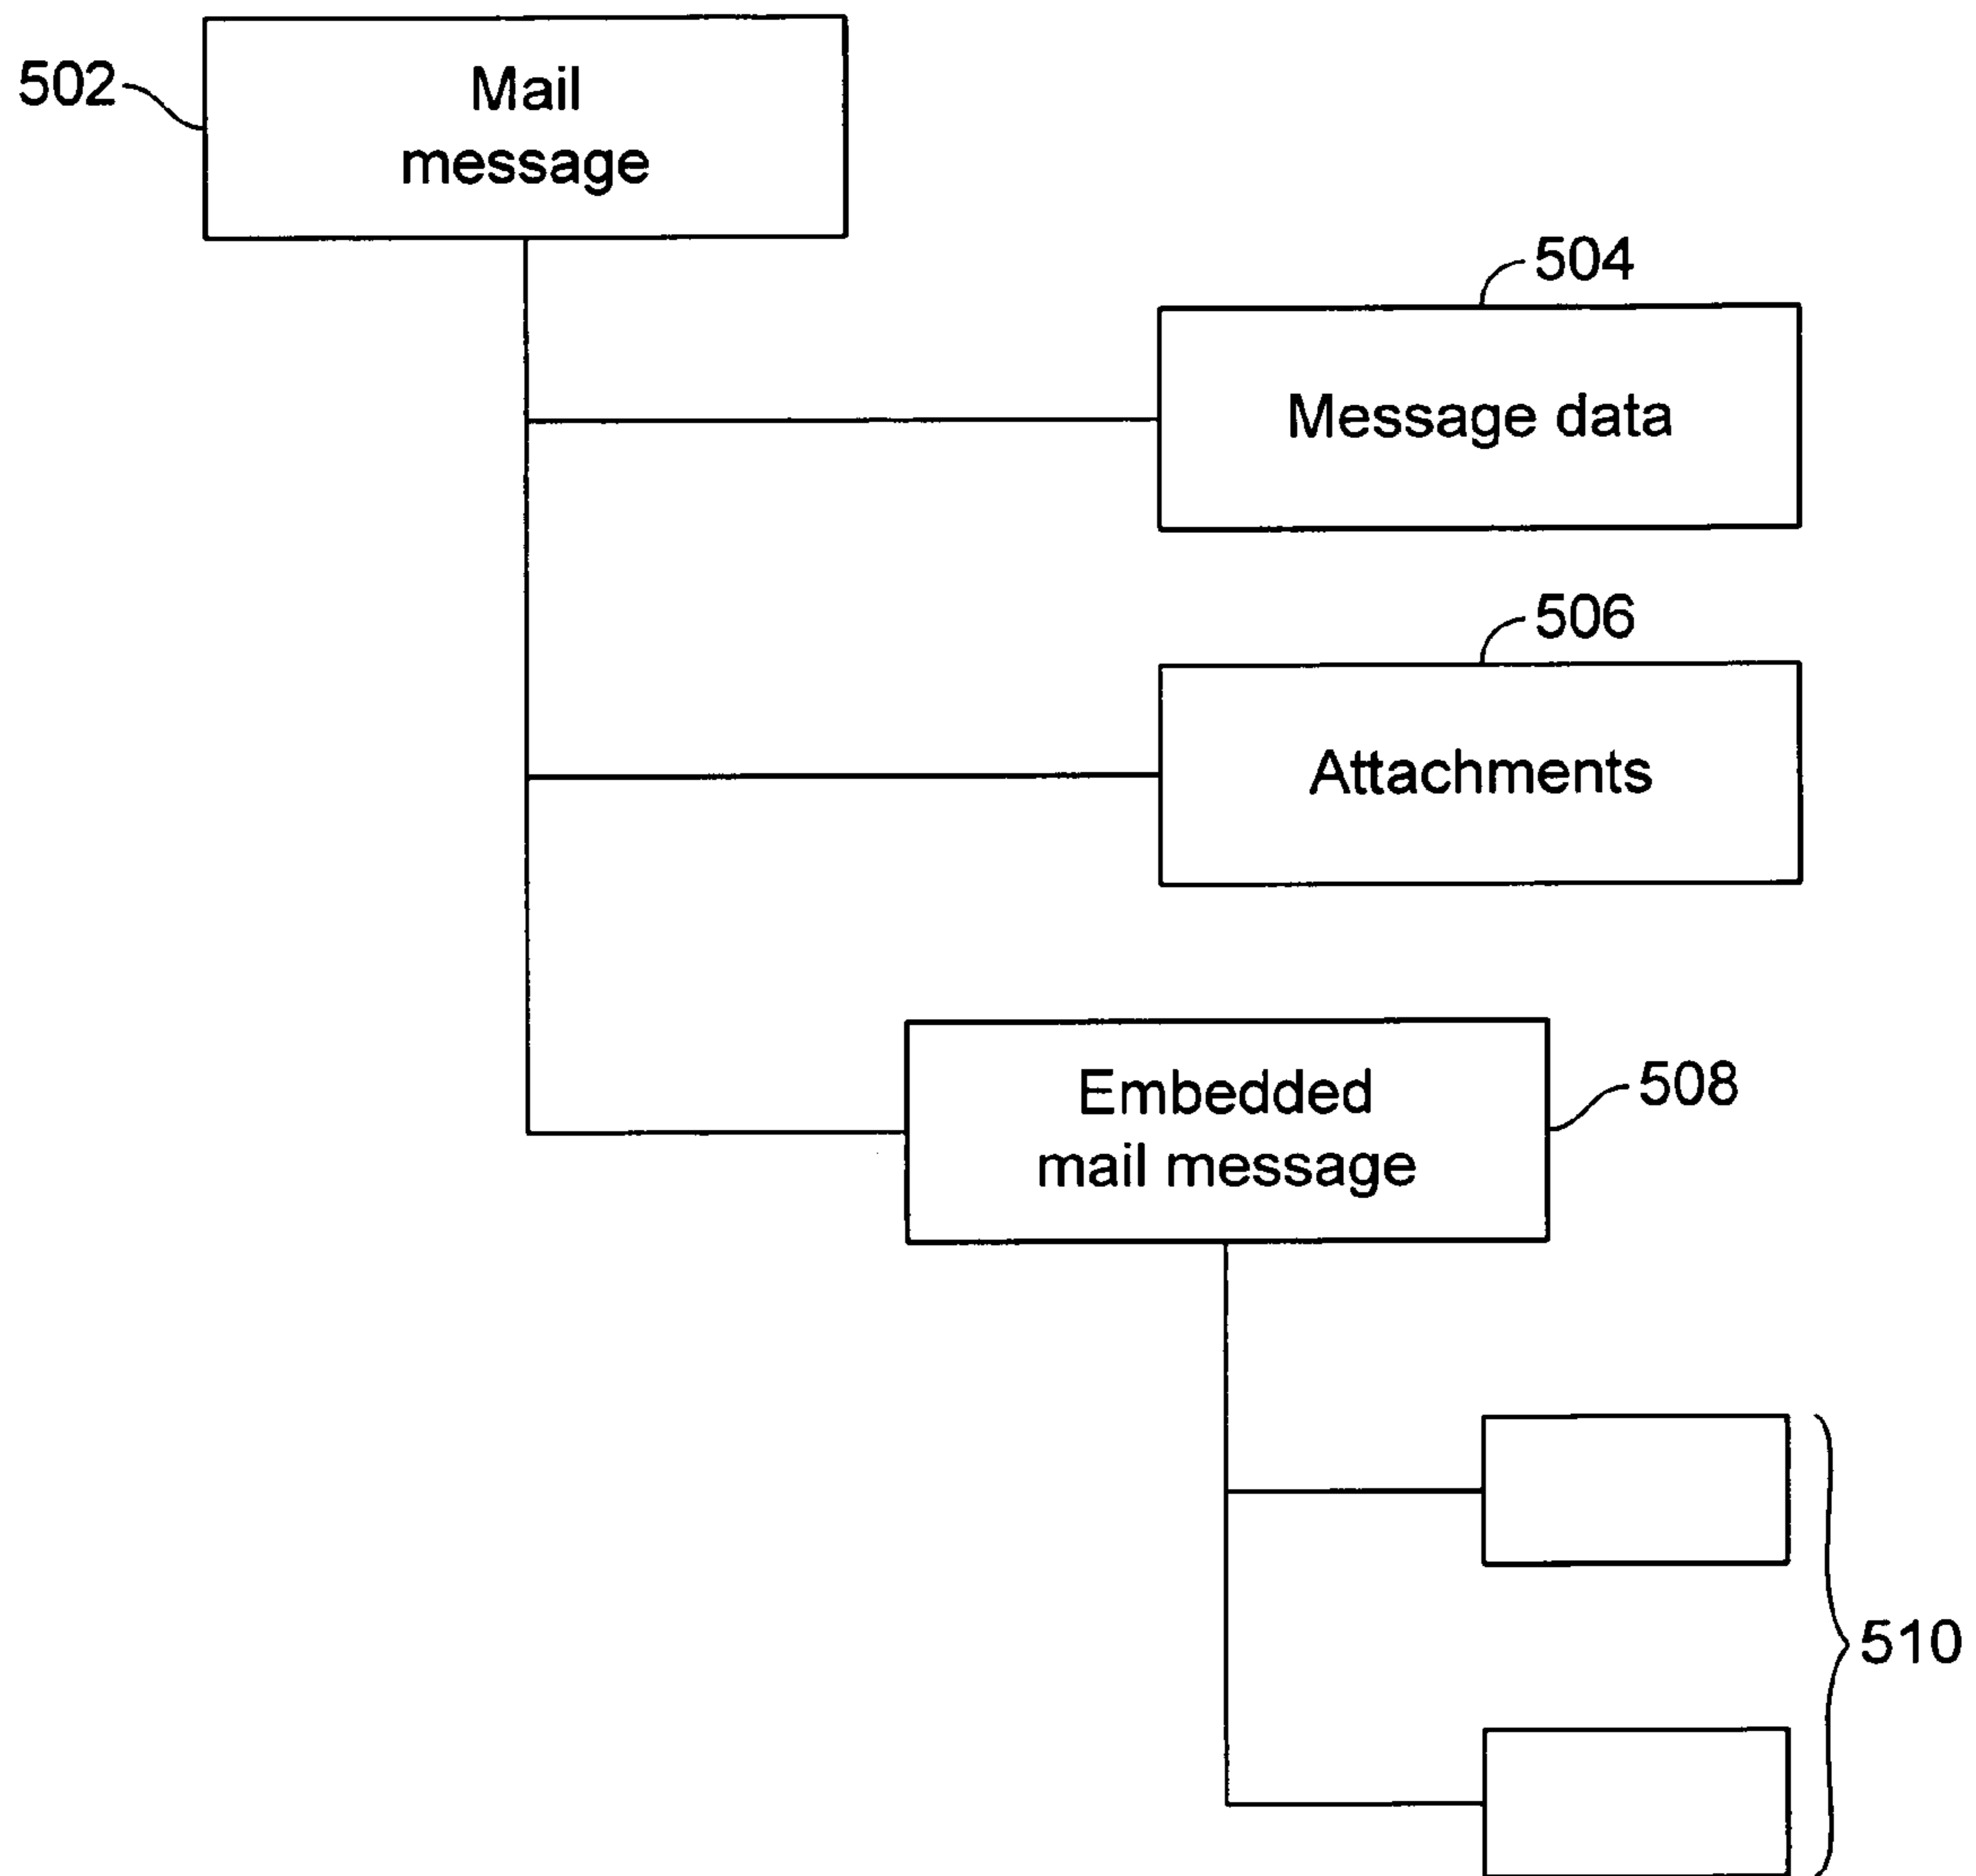 502
Mail
message
504
Message data
506
Attachments
Embedded
mail message
508
510